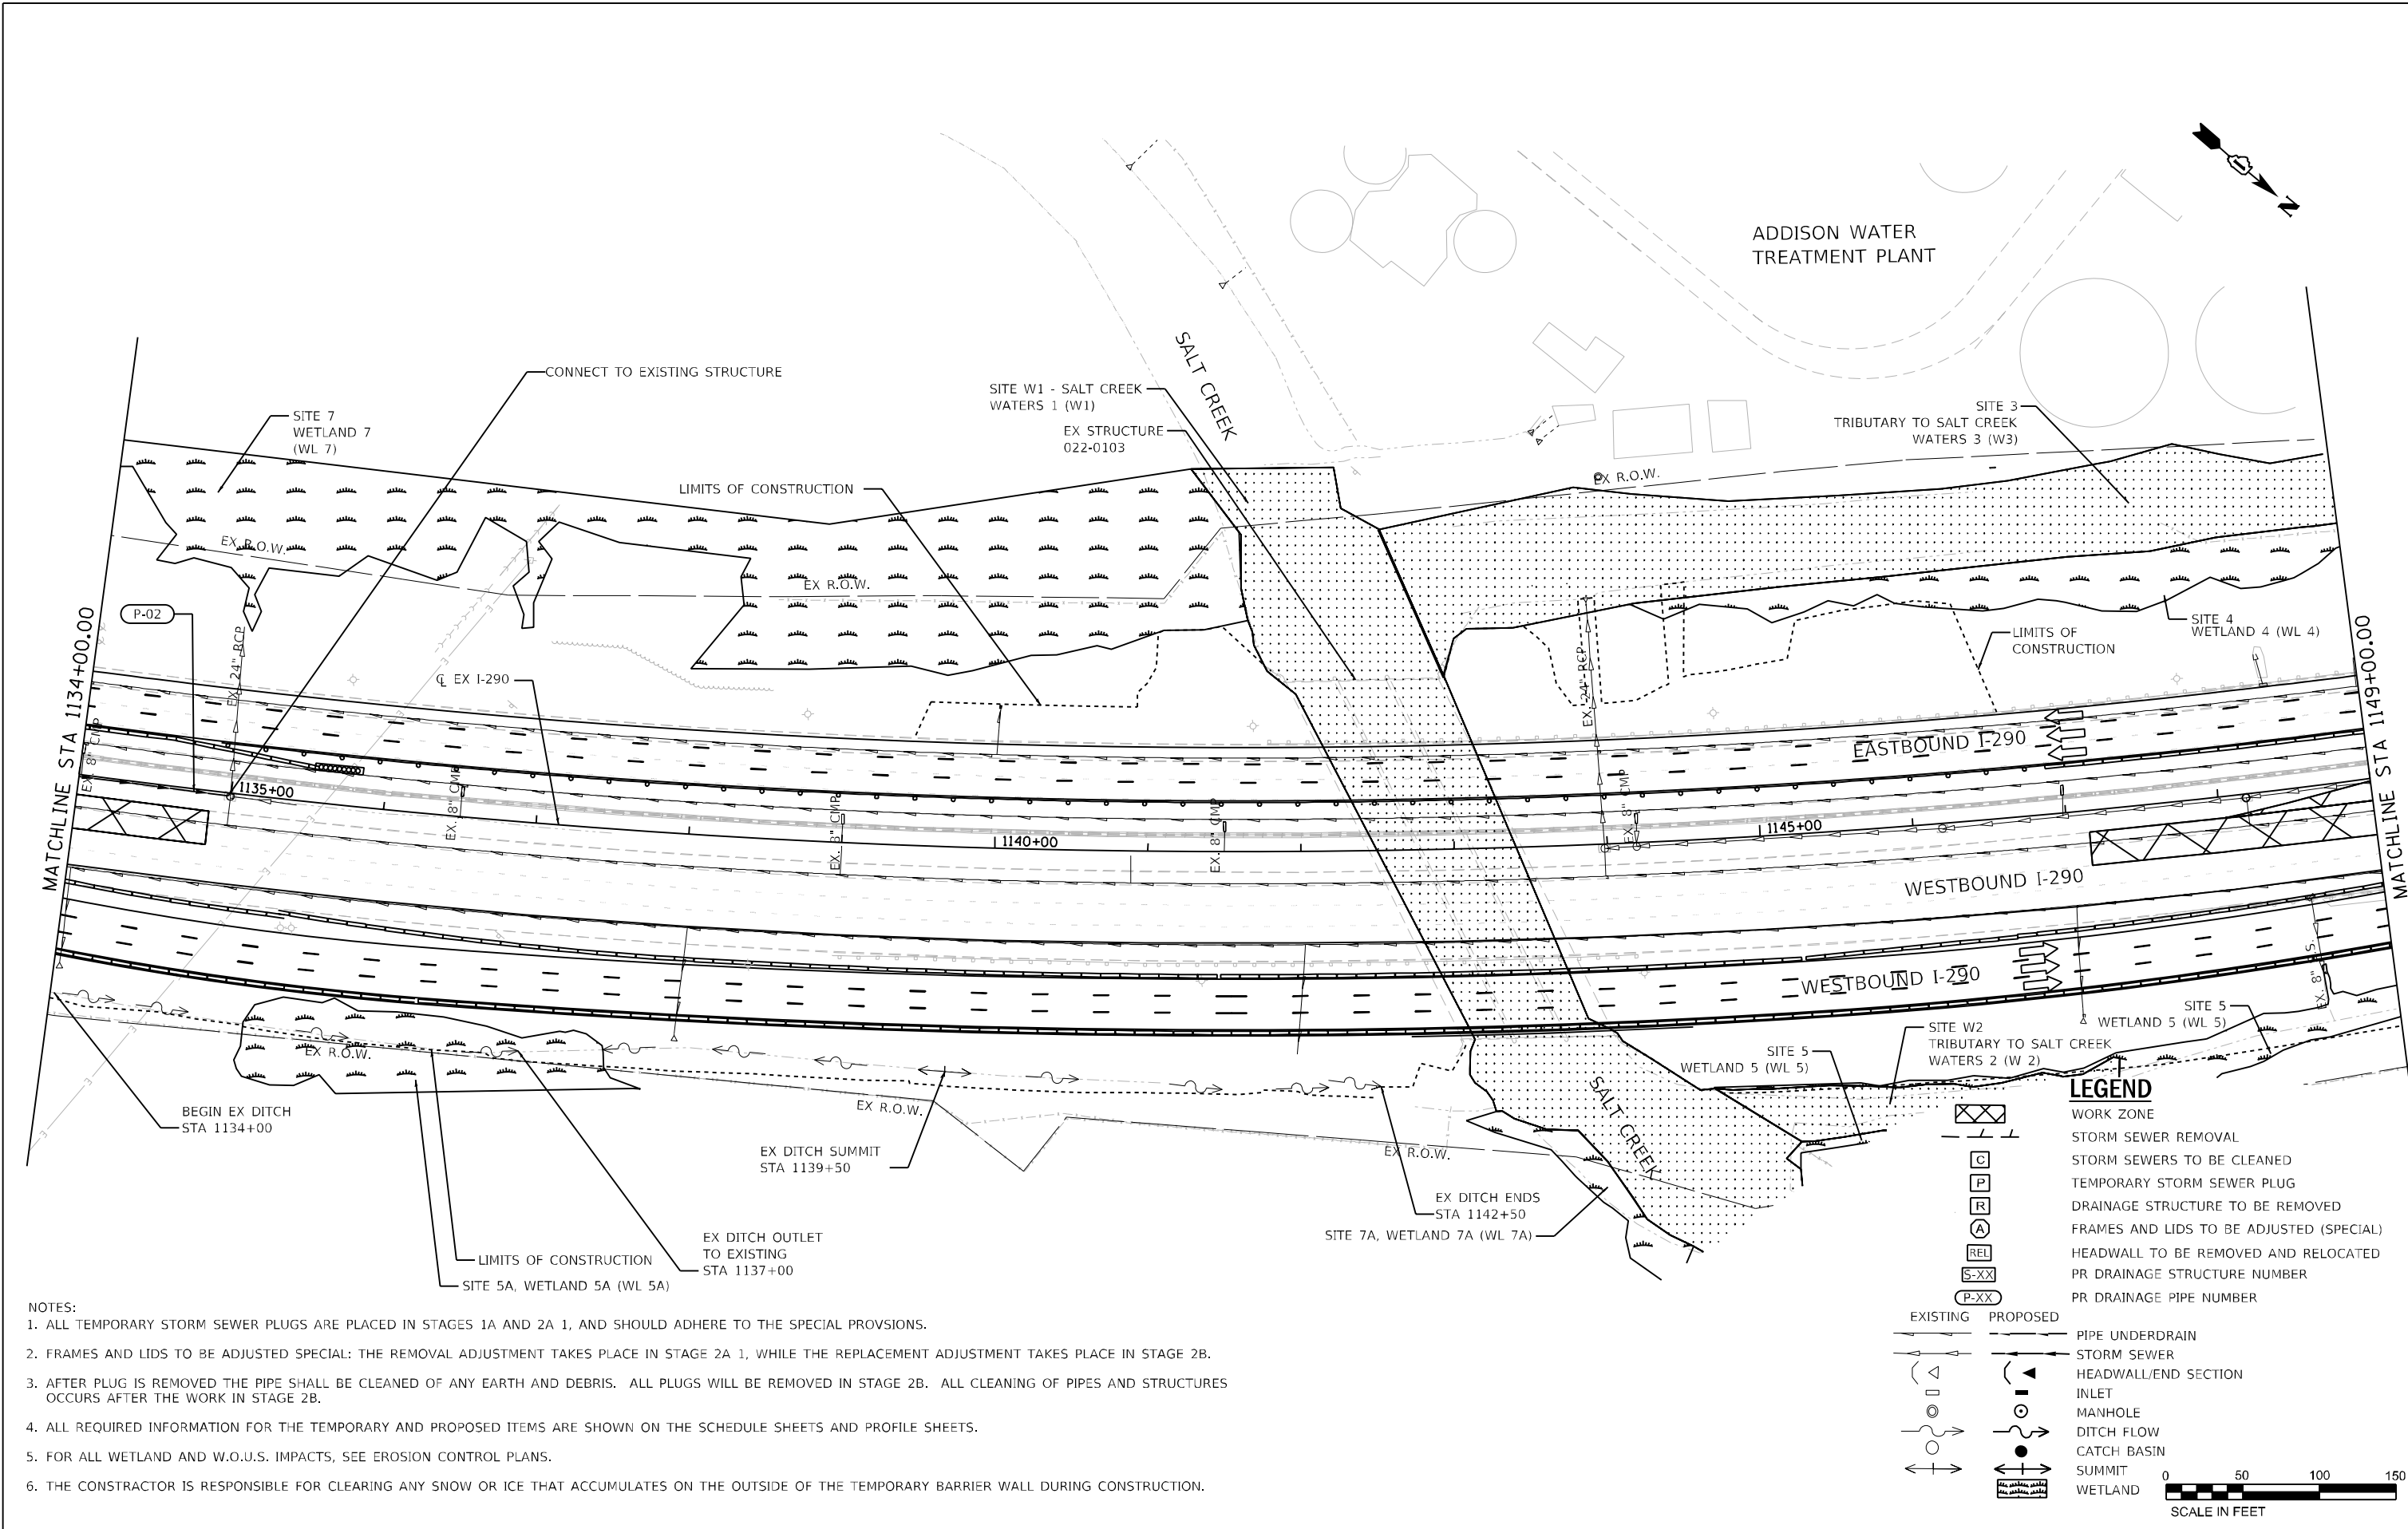 N
ADDISON WATER
TREATMENT PLANT
SALT CREEK
CONNECT TO EXISTING STRUCTURE
SITE 7
WETLAND 7
(WL 7)
SITE W1 - SALT CREEK
WATERS 1 (W1)
EX STRUCTURE
022-0103
SITE 3
TRIBUTARY TO SALT CREEK
WATERS 3 (W3)
LIMITS OF CONSTRUCTION
EX R.O.W.
EX R.O.W.
EX R.O.W.
P-02
SITE 4
WETLAND 4 (WL 4)
LIMITS OF
CONSTRUCTION
MATCHLINE STA 1134+00.00
MATCHLINE STA 1149+00.00
EX. 24" RCP
EX. 24" RCP
℄ EX I-290
EX. 8" CMP
EX. 8" CMP
EX. 8" CMP
EX. 8" CMP
EX. 8" CMP
EASTBOUND I-290
1135+00
1140+00
1145+00
WESTBOUND I-290
WESTBOUND I-290
EX. 8" S.
EX R.O.W.
EX R.O.W.
EX R.O.W.
SITE 5
WETLAND 5 (WL 5)
SITE W2
TRIBUTARY TO SALT CREEK
WATERS 2 (W 2)
SITE 5
WETLAND 5 (WL 5)
SALT CREEK
BEGIN EX DITCH
STA 1134+00
EX DITCH SUMMIT
STA 1139+50
EX DITCH ENDS
STA 1142+50
SITE 7A, WETLAND 7A (WL 7A)
EX DITCH OUTLET
TO EXISTING
STA 1137+00
LIMITS OF CONSTRUCTION
SITE 5A, WETLAND 5A (WL 5A)
LEGEND
WORK ZONE
STORM SEWER REMOVAL
C STORM SEWERS TO BE CLEANED
P TEMPORARY STORM SEWER PLUG
R DRAINAGE STRUCTURE TO BE REMOVED
A FRAMES AND LIDS TO BE ADJUSTED (SPECIAL)
REL HEADWALL TO BE REMOVED AND RELOCATED
S-XX PR DRAINAGE STRUCTURE NUMBER
P-XX PR DRAINAGE PIPE NUMBER
EXISTING PROPOSED
PIPE UNDERDRAIN
STORM SEWER
HEADWALL/END SECTION
INLET
MANHOLE
DITCH FLOW
CATCH BASIN
SUMMIT
WETLAND
0 50 100 150
SCALE IN FEET
NOTES:
1. ALL TEMPORARY STORM SEWER PLUGS ARE PLACED IN STAGES 1A AND 2A 1, AND SHOULD ADHERE TO THE SPECIAL PROVSIONS.
2. FRAMES AND LIDS TO BE ADJUSTED SPECIAL: THE REMOVAL ADJUSTMENT TAKES PLACE IN STAGE 2A 1, WHILE THE REPLACEMENT ADJUSTMENT TAKES PLACE IN STAGE 2B.
3. AFTER PLUG IS REMOVED THE PIPE SHALL BE CLEANED OF ANY EARTH AND DEBRIS. ALL PLUGS WILL BE REMOVED IN STAGE 2B. ALL CLEANING OF PIPES AND STRUCTURES
OCCURS AFTER THE WORK IN STAGE 2B.
4. ALL REQUIRED INFORMATION FOR THE TEMPORARY AND PROPOSED ITEMS ARE SHOWN ON THE SCHEDULE SHEETS AND PROFILE SHEETS.
5. FOR ALL WETLAND AND W.O.U.S. IMPACTS, SEE EROSION CONTROL PLANS.
6. THE CONSTRACTOR IS RESPONSIBLE FOR CLEARING ANY SNOW OR ICE THAT ACCUMULATES ON THE OUTSIDE OF THE TEMPORARY BARRIER WALL DURING CONSTRUCTION.